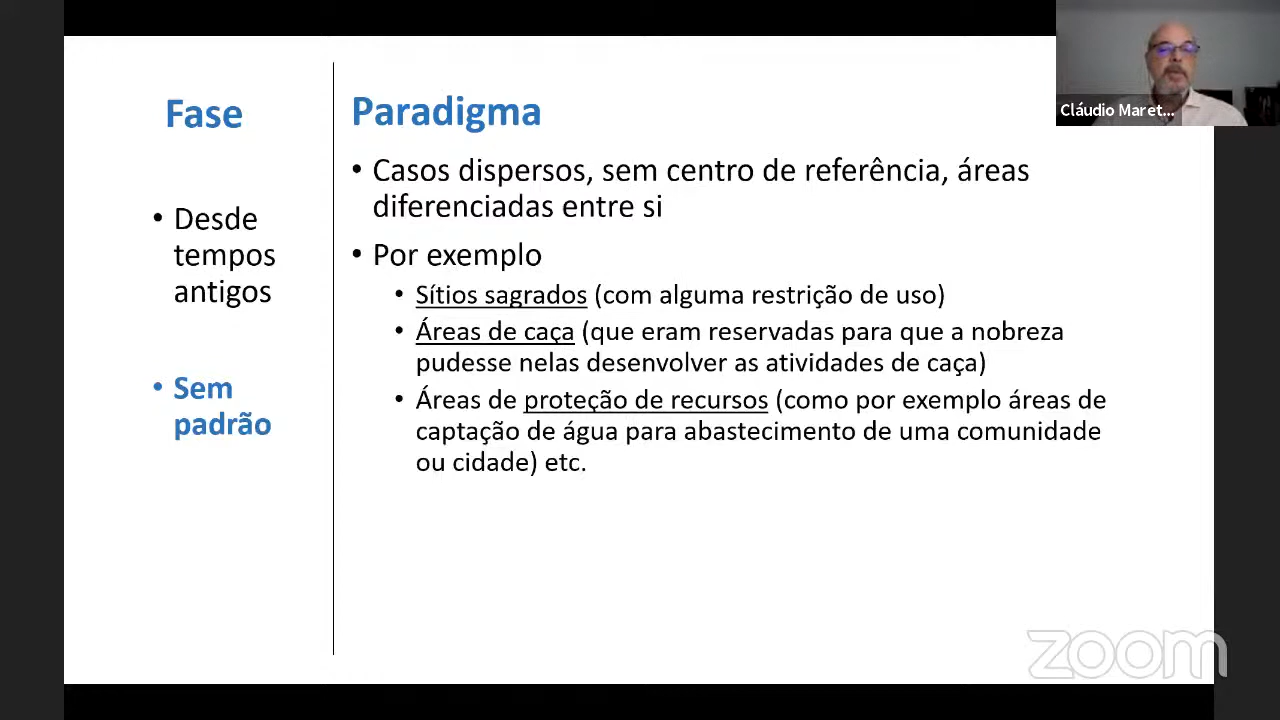 Fase
Paradigma
• Desde
tempos
antigos
• Sem
padrão
• Casos dispersos, sem centro de referência, áreas
diferenciadas entre si
• Por exemplo
• Sítios sagrados (com alguma restrição de uso)
• Áreas de caça (que eram reservadas para que a nobreza
pudesse nelas desenvolver as atividades de caça)
• Áreas de proteção de recursos (como por exemplo áreas de
captação de água para abastecimento de uma comunidade
ou cidade) etc.
Cláudio Maret...
zoom